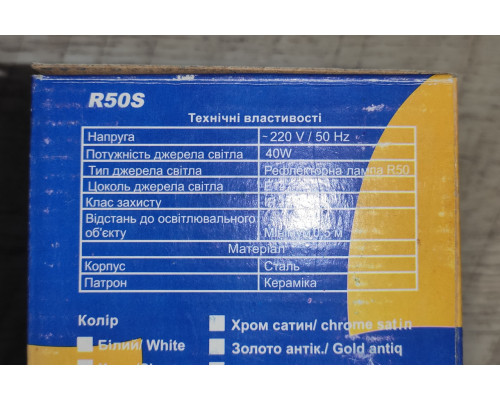 R50S
Технічні властивості
Напруга ~ 220 V / 50 Hz
Потужність джерела світла 40W
Тип джерела світла Рефлекторна лампа R50
Цоколь джерела світла
Клас захисту
Відстань до освітлювального
об'єкту 0,5 м
Матеріал
Корпус Сталь
Патрон Кераміка
Колір Хром сатин/ chrome satin
Білий/ White Золото антік./ Gold antiq